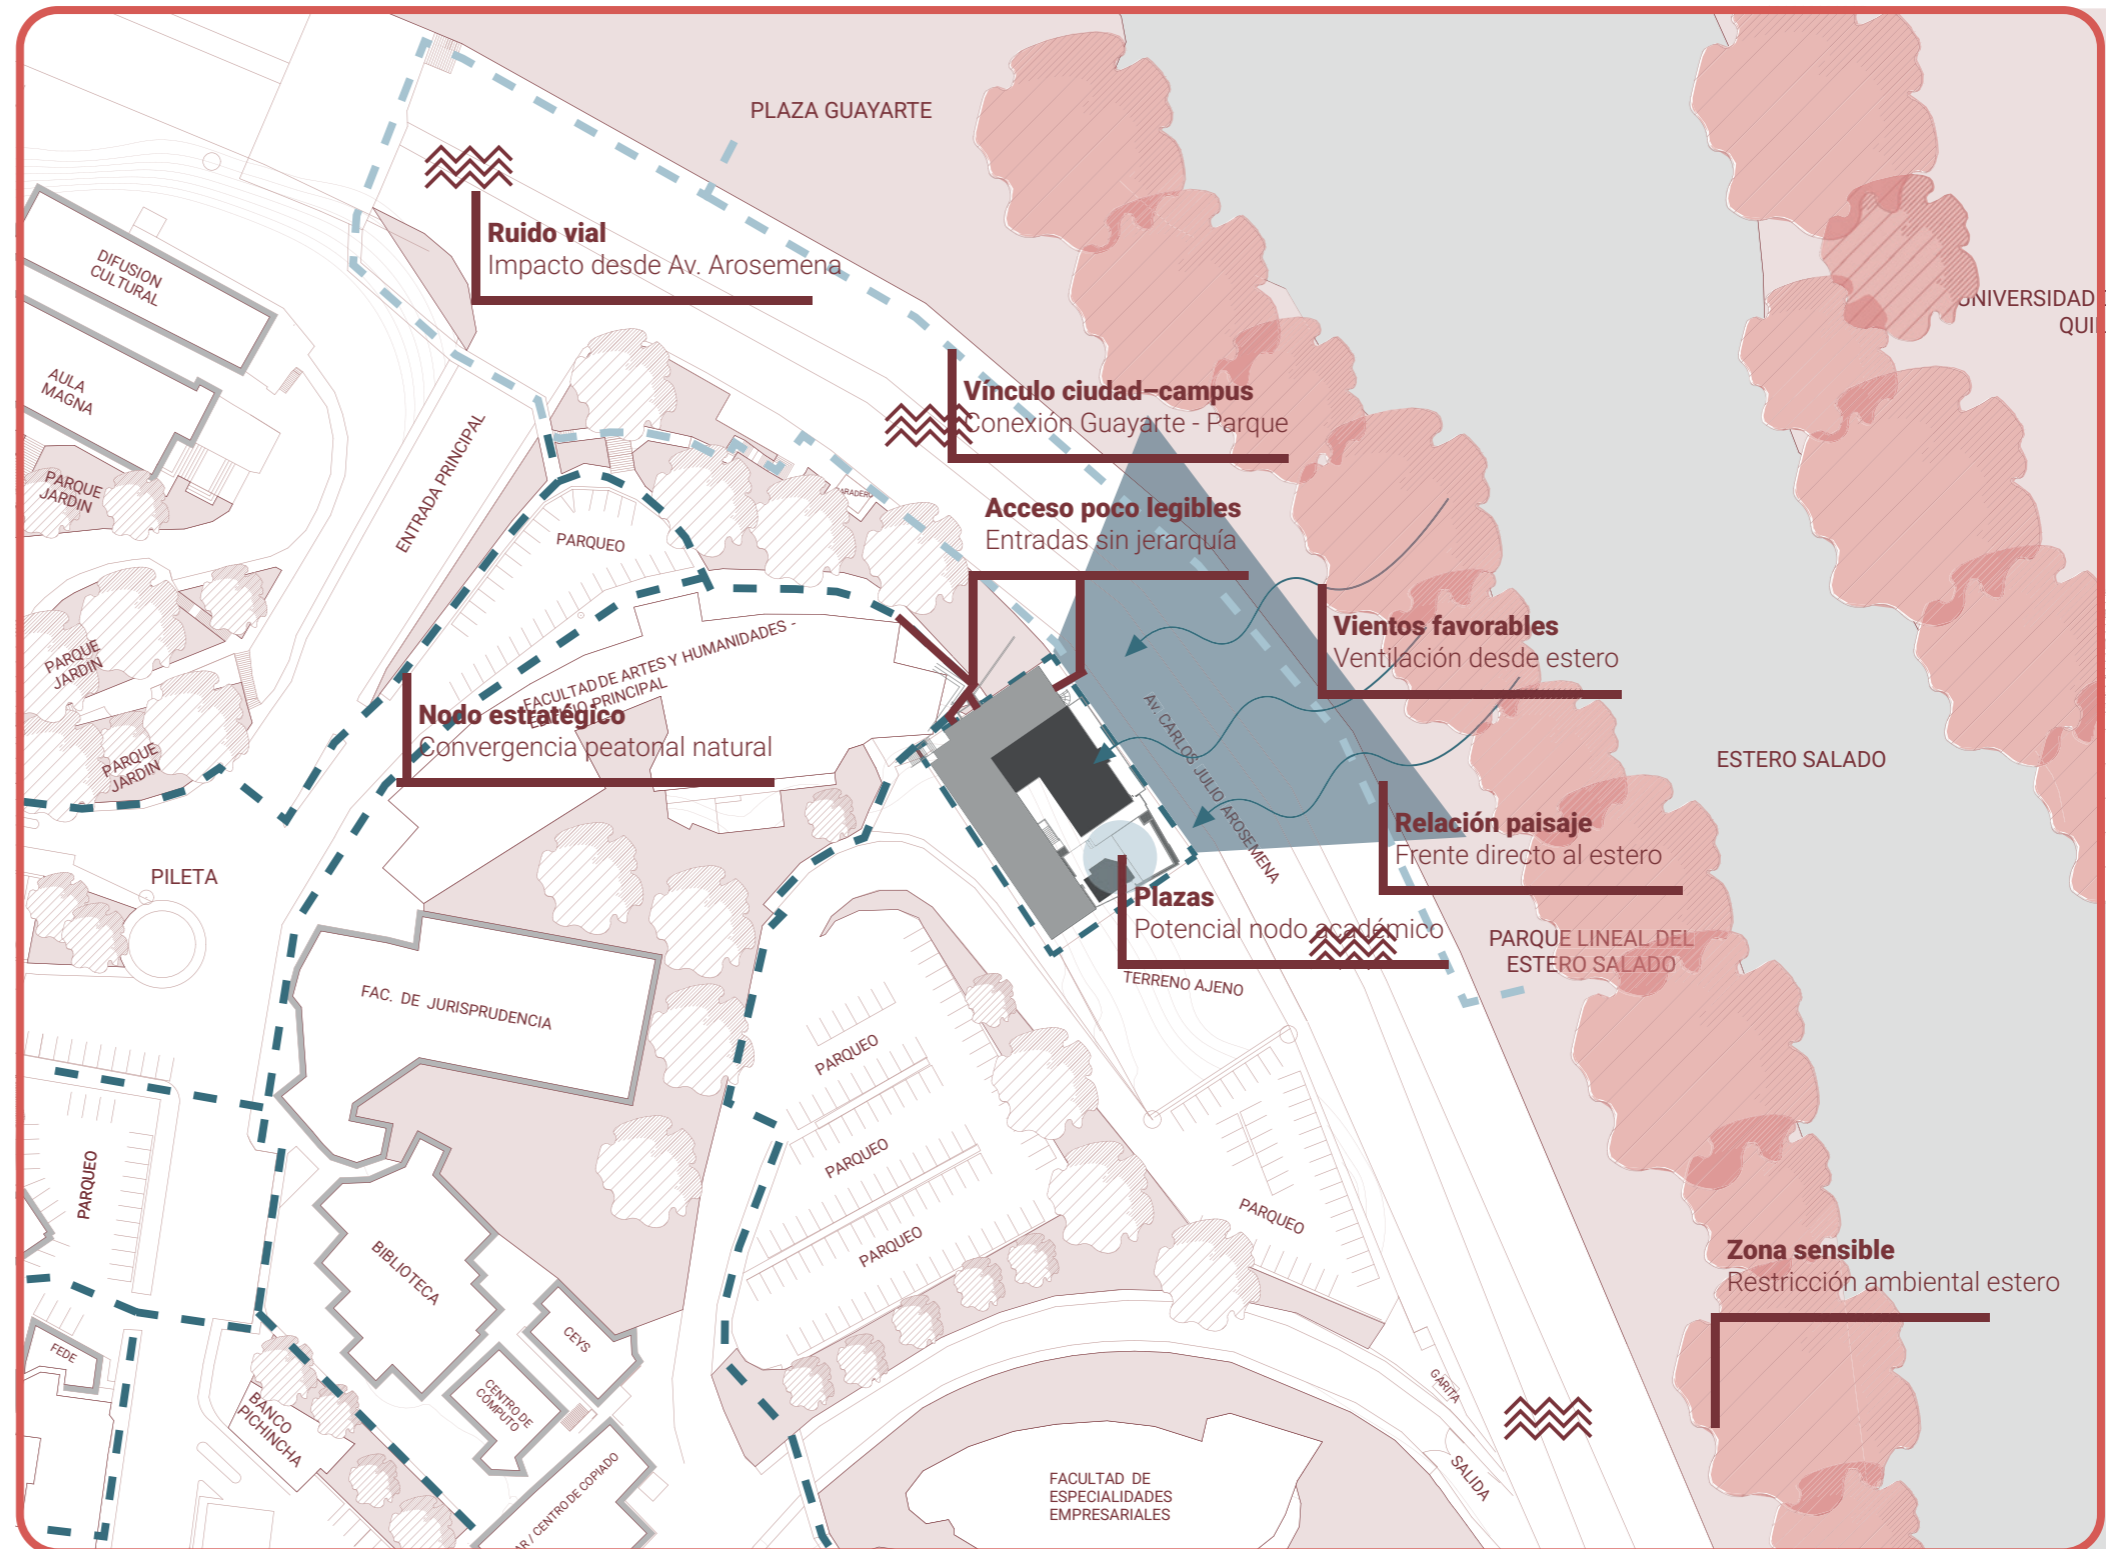 PLAZA GUAYARTE
Ruido vial
Impacto desde Av. Arosemena
DIFUSION
CULTURAL
AULA
MAGNA
PARQUE
JARDIN
ENTRADA PRINCIPAL
UNIVERSIDAD
Vínculo ciudad–campus
Conexión Guayarte - Parque
PARADERO
Acceso poco legibles
Entradas sin jerarquía
PARQUEO
Vientos favorables
Ventilación desde estero
FACULTAD DE ARTES Y HUMANIDADES -
EDIFICIO PRINCIPAL
PARQUE
JARDIN
Nodo estratégico
Convergencia peatonal natural
PARQUE
JARDIN
AV. CARLOS JULIO AROSEMENA
ESTERO SALADO
Relación paisaje
Frente directo al estero
PILETA
Plazas
Potencial nodo académico
PARQUE LINEAL DEL
ESTERO SALADO
TERRENO AJENO
FAC. DE JURISPRUDENCIA
PARQUEO
PARQUEO
PARQUEO
PARQUEO
PARQUEO
BIBLIOTECA
Zona sensible
Restricción ambiental estero
CEYS
FEDE
CENTRO DE
CÓMPUTO
BANCO
PICHINCHA
GARITA
SALIDA
/ CENTRO DE COPIADO
FACULTAD DE
ESPECIALIDADES
EMPRESARIALES